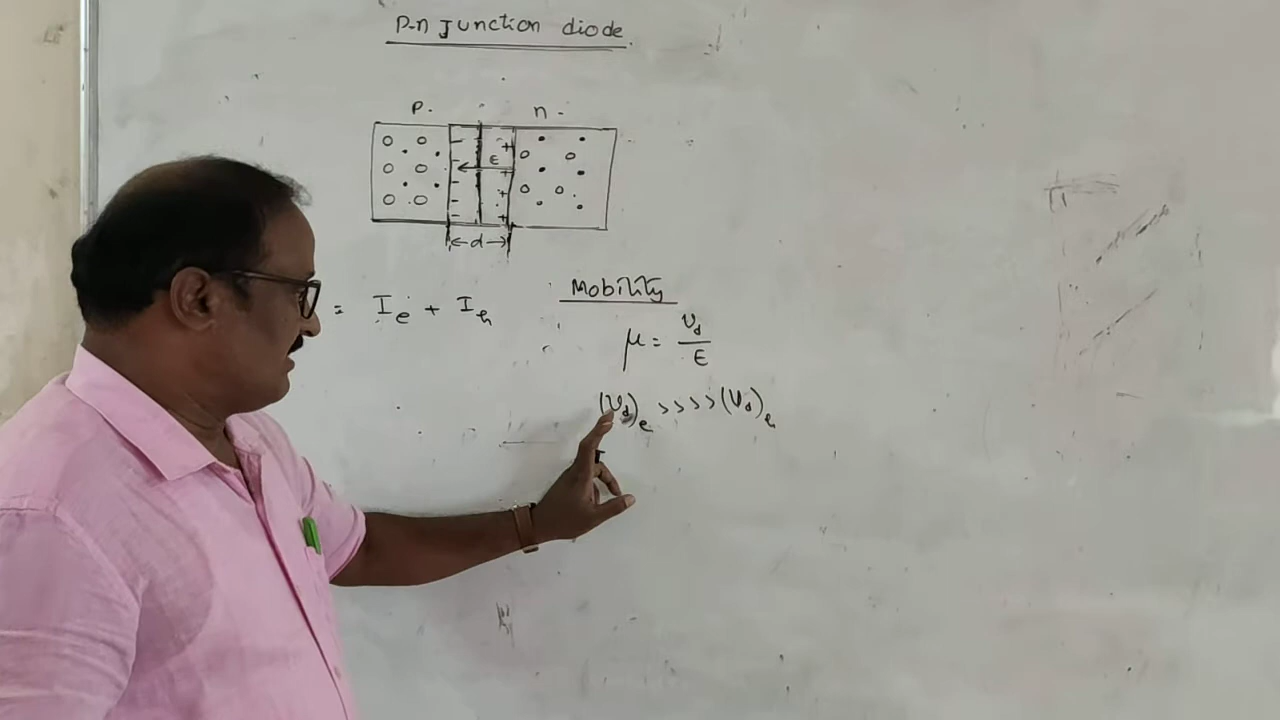 P-n Junction diode.
P. n -
- +
- E +
- +
- +
←d→
Mobility
= Ie + Ih
μ = vd/E
(vd)e >>>> (vd)h